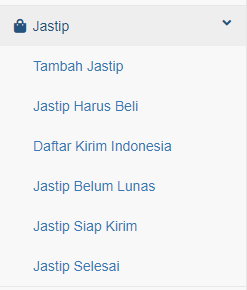 Jastip
Tambah Jastip
Jastip Harus Beli
Daftar Kirim Indonesia
Jastip Belum Lunas
Jastip Siap Kirim
Jastip Selesai